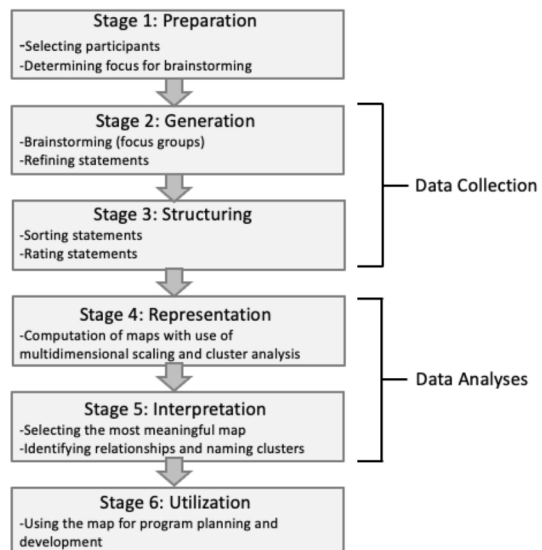 Stage 1: Preparation
-Selecting participants
-Determining focus for brainstorming
Stage 2: Generation
-Brainstorming (focus groups)
-Refining statements
Data Collection
Stage 3: Structuring
-Sorting statements
-Rating statements
Stage 4: Representation
-Computation of maps with use of
multidimensional scaling and cluster analysis
Data Analyses
Stage 5: Interpretation
-Selecting the most meaningful map
-Identifying relationships and naming clusters
Stage 6: Utilization
-Using the map for program planning and
development